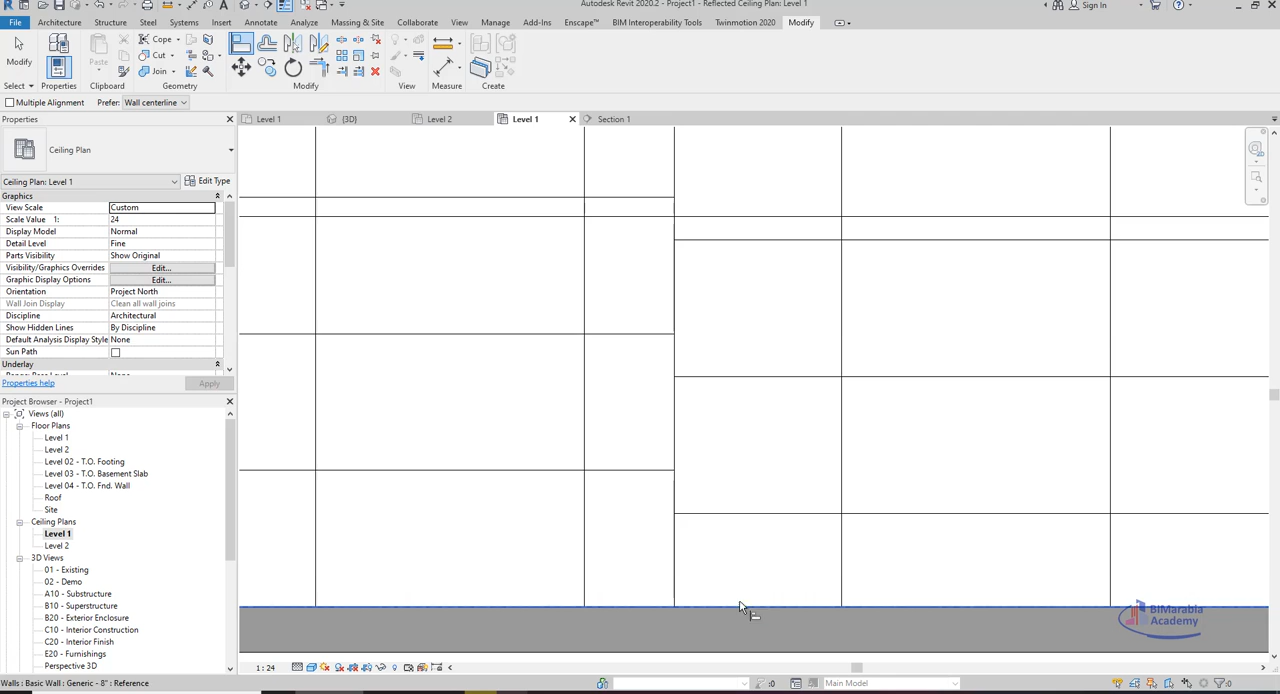 Autodesk Revit 2020.2 - Project1 - Reflected Ceiling Plan: Level 1
Sign In
File Architecture Structure Steel Systems Insert Annotate Analyze Massing & Site Collaborate View Manage Add-Ins Enscape™ BIM Interoperability Tools Twinmotion 2020 Modify
Cope
Cut
Join
Modify
Paste
Select Properties Clipboard Geometry Modify View Measure Create
Multiple Alignment Prefer: Wall centerline
Properties
Level 1 {3D} Level 2 Level 1 Section 1
Ceiling Plan
Ceiling Plan: Level 1 Edit Type
Graphics
View Scale Custom
Scale Value 1: 24
Display Model Normal
Detail Level Fine
Parts Visibility Show Original
Visibility/Graphics Overrides Edit...
Graphic Display Options Edit...
Orientation Project North
Wall Join Display Clean all wall joins
Discipline Architectural
Show Hidden Lines By Discipline
Default Analysis Display Style None
Sun Path
Underlay
Properties help Apply
Project Browser - Project1
Views (all)
Floor Plans
Level 1
Level 2
Level 02 - T.O. Footing
Level 03 - T.O. Basement Slab
Level 04 - T.O. Fnd. Wall
Roof
Site
Ceiling Plans
Level 1
Level 2
3D Views
01 - Existing
02 - Demo
A10 - Substructure
B10 - Superstructure
B20 - Exterior Enclosure
C10 - Interior Construction
C20 - Interior Finish
E20 - Furnishings
Perspective 3D
BIMarabia
Academy
1 : 24
Walls : Basic Wall : Generic - 8" : Reference
:0
Main Model
:0